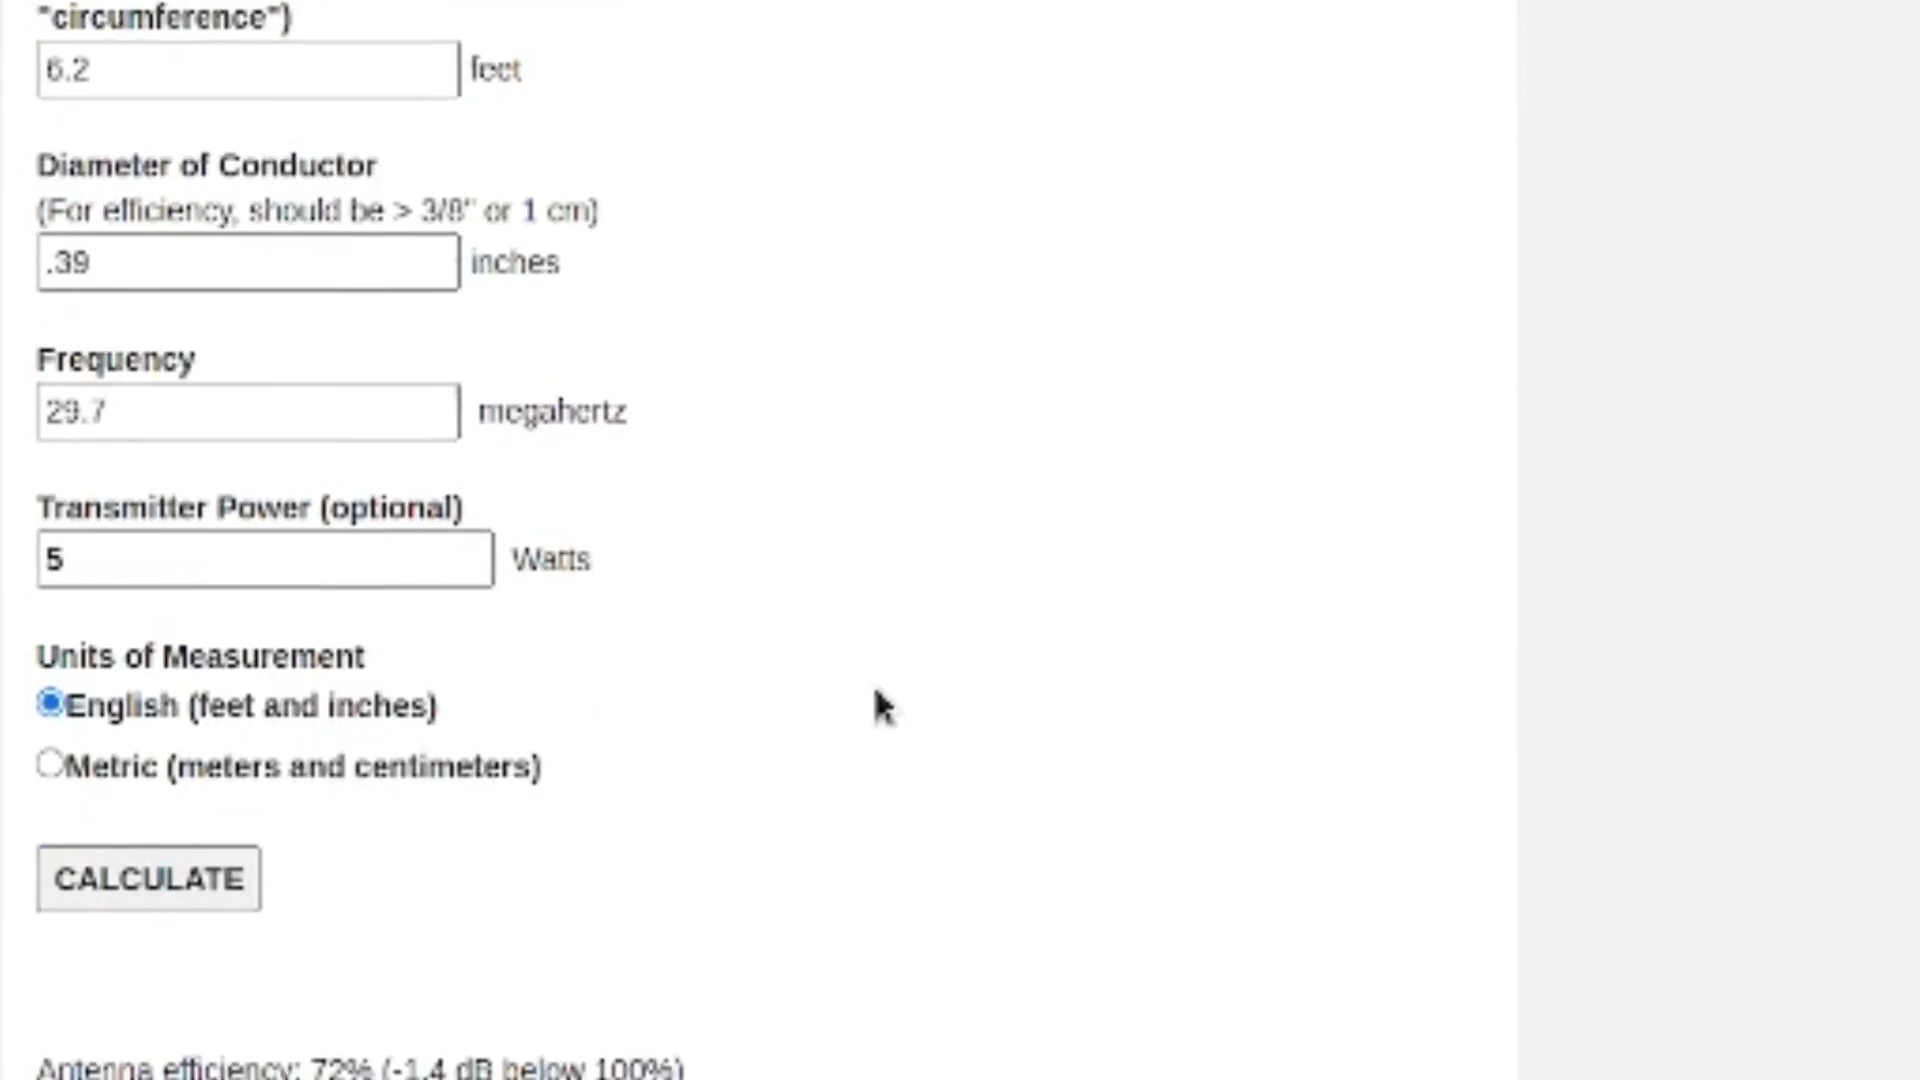 "circumference")
6.2 feet
Diameter of Conductor
(For efficiency, should be > 3/8" or 1 cm)
.39 inches
Frequency
29.7 megahertz
Transmitter Power (optional)
5 Watts
Units of Measurement
English (feet and inches)
Metric (meters and centimeters)
CALCULATE
Antenna efficiency: 72% (-1.4 dB below 100%)